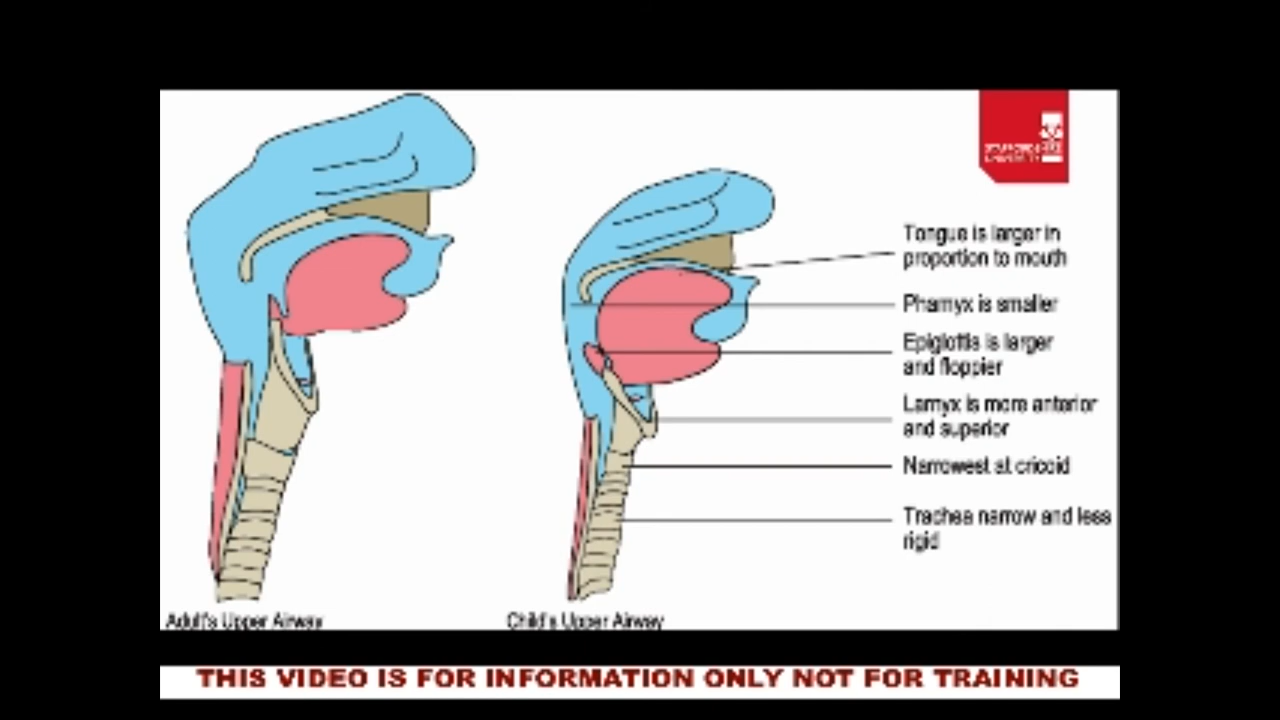 Tongue is larger in
proportion to mouth
Pharnyx is smaller
Epiglottis is larger
and floppier
Larnyx is more anterior
and superior
Narrowest at cricoid
Trachea narrow and less
rigid
Adult's Upper Airway
Child's Upper Airway
THIS VIDEO IS FOR INFORMATION ONLY NOT FOR TRAINING